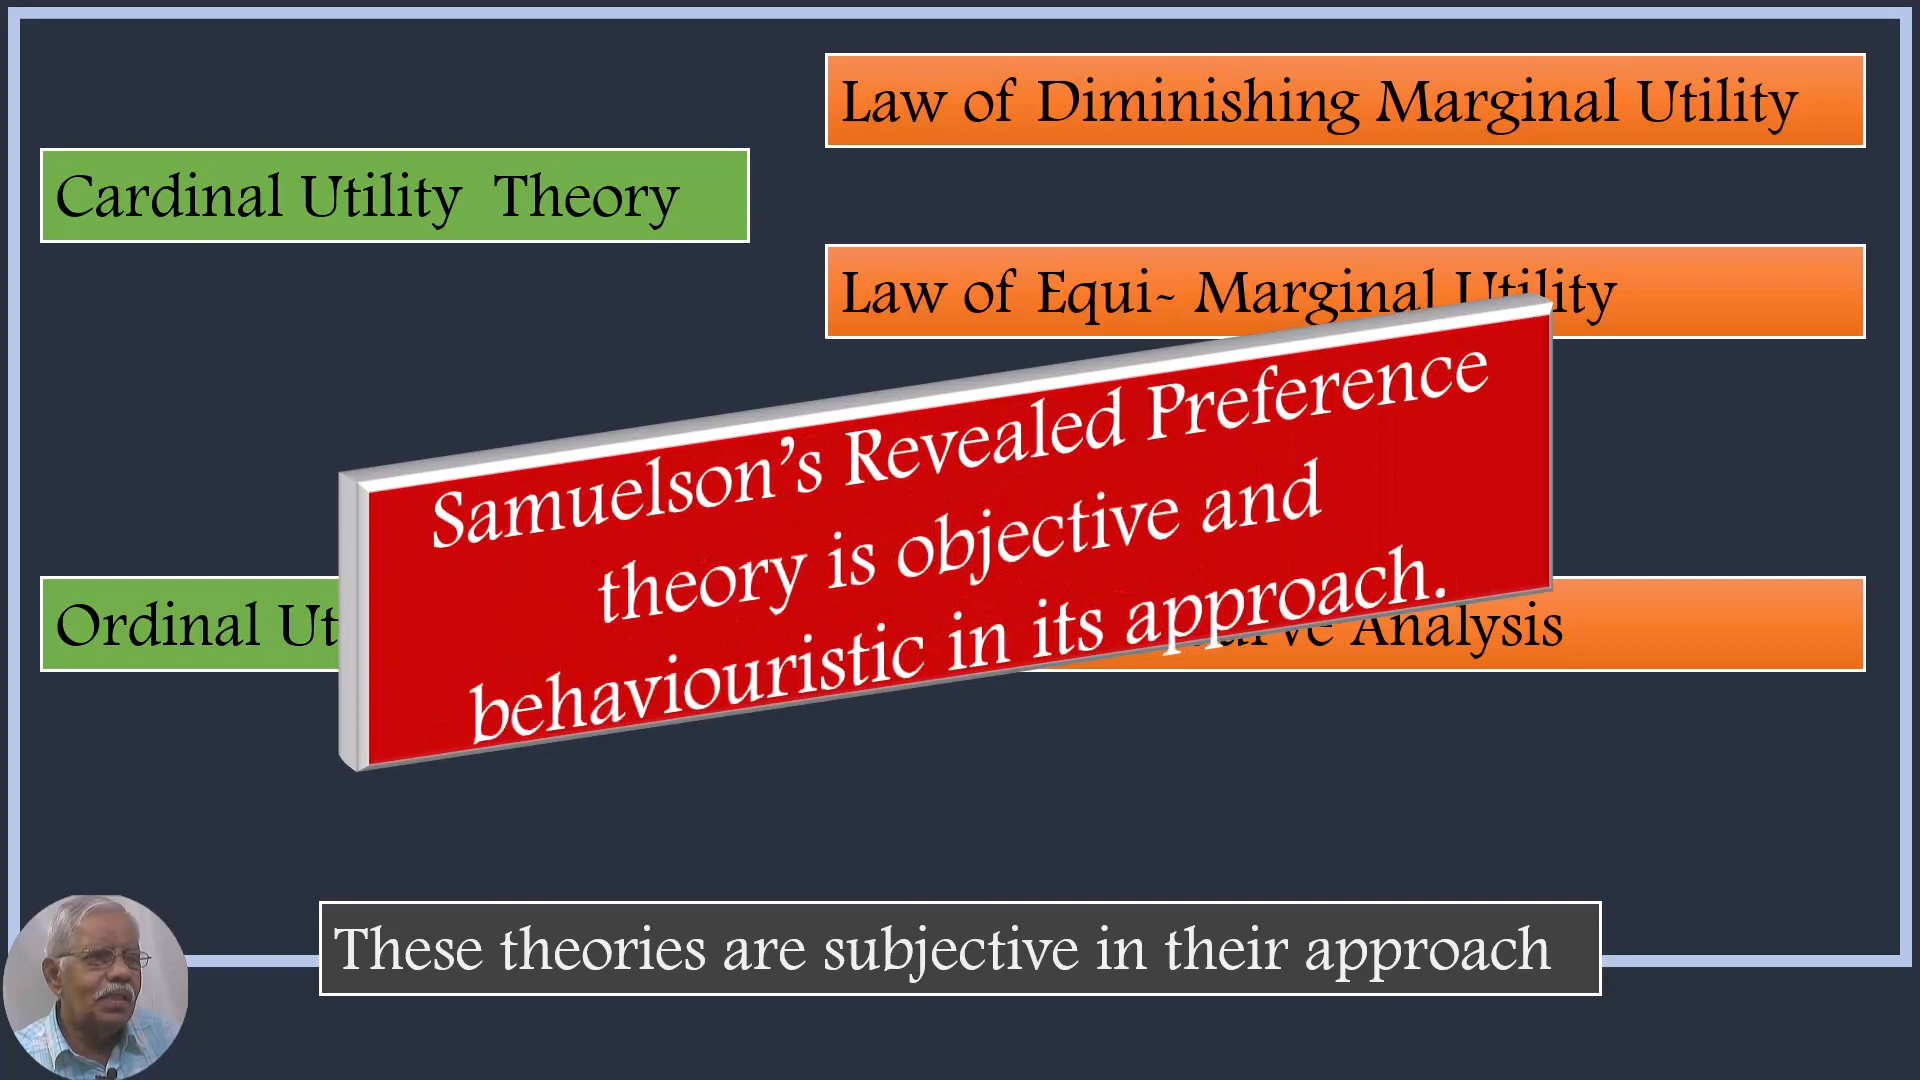 Law of Diminishing Marginal Utility
Cardinal Utility Theory
Law of Equi- Marginal Utility
Samuelson's Revealed Preference
theory is objective and
behaviouristic in its approach.
Ordinal
Analysis
These theories are subjective in their approach